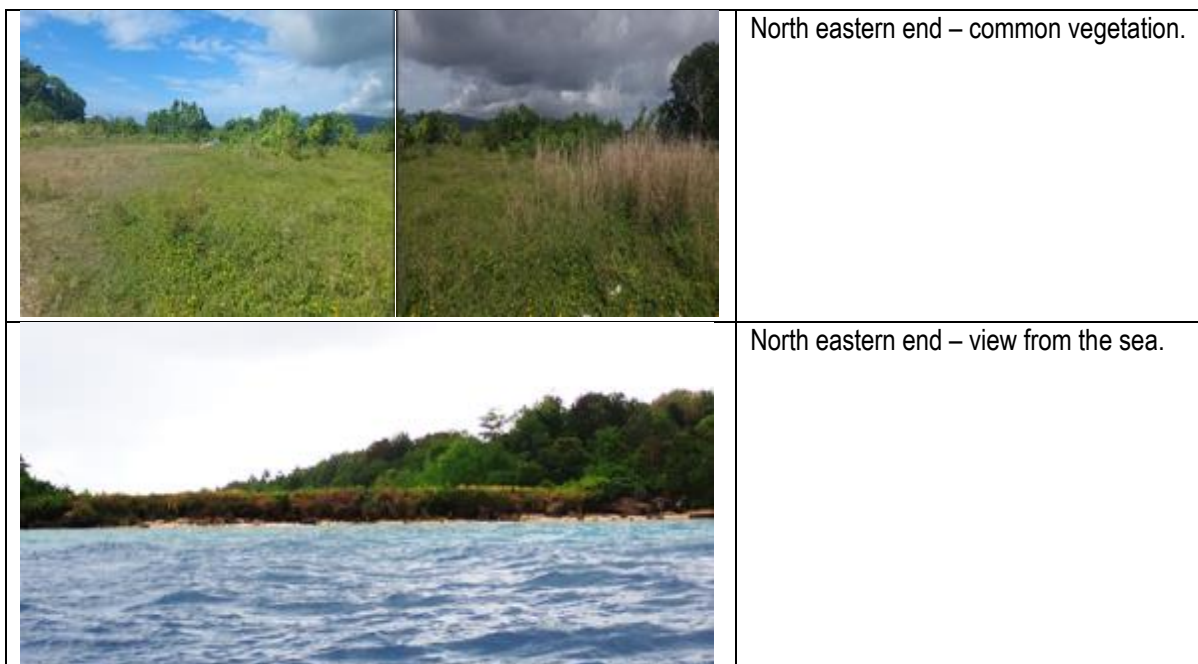 North eastern end – common vegetation.
North eastern end – view from the sea.